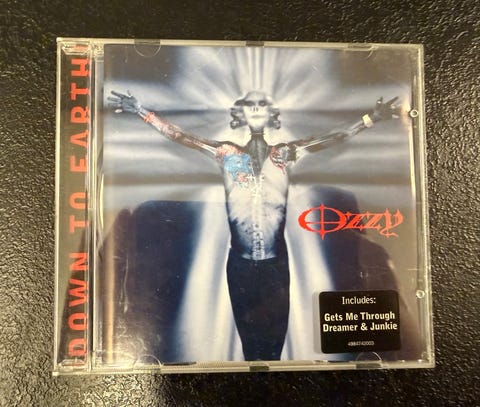 DOWN TO EARTH
Ozzy
Includes:
Gets Me Through
Dreamer & Junkie
4984742003